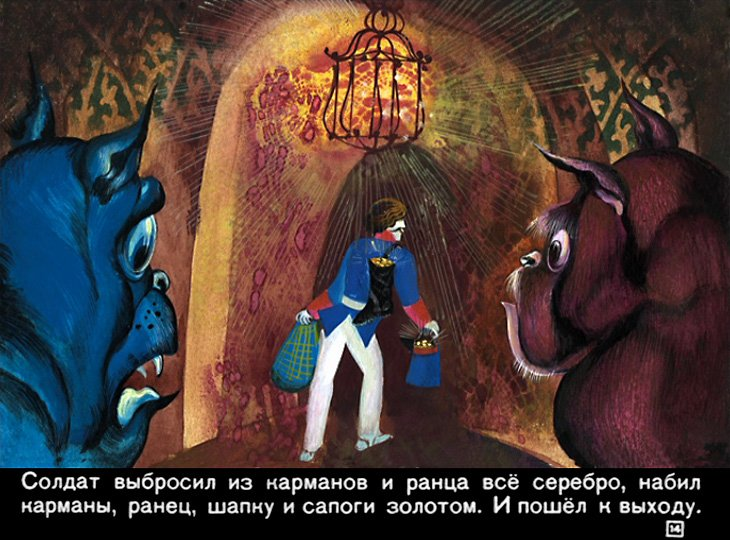 Солдат выбросил из карманов и ранца всё серебро, набил
карманы, ранец, шапку и сапоги золотом. И пошёл к выходу.
14